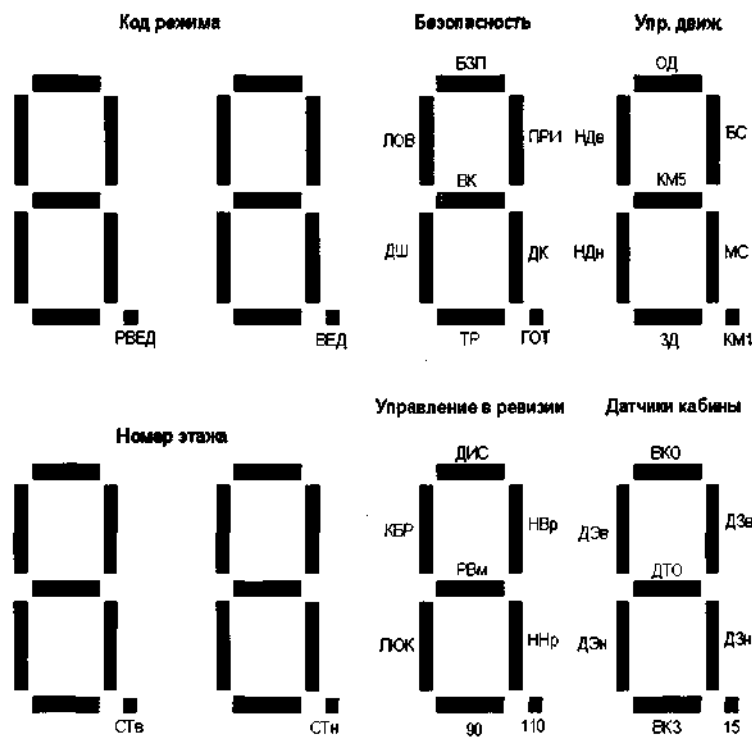 Код режима Безопасность Упр. движ.
БЗП ОД
ЛОВ ПРИ НДв БС
ВК КМ5
ДШ ДК НДн МС
РВЕД ВЕД ТР ГОТ ЗД КМ1
Управление в ревизии Датчики кабины
Номер этажа
ДИС ВКО
КБР НВр ДЭв ДЗв
РВм ДТО
ЛЮК ННр ДЭн ДЗн
СТв СТн 90 110 ВКЗ 15